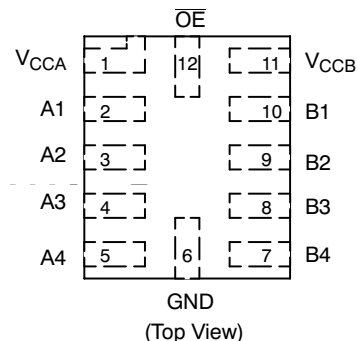 OE
VCCA 1 12 11 VCCB
A1 2 10 B1
A2 3 9 B2
A3 4 8 B3
A4 5 6 7 B4
GND
(Top View)